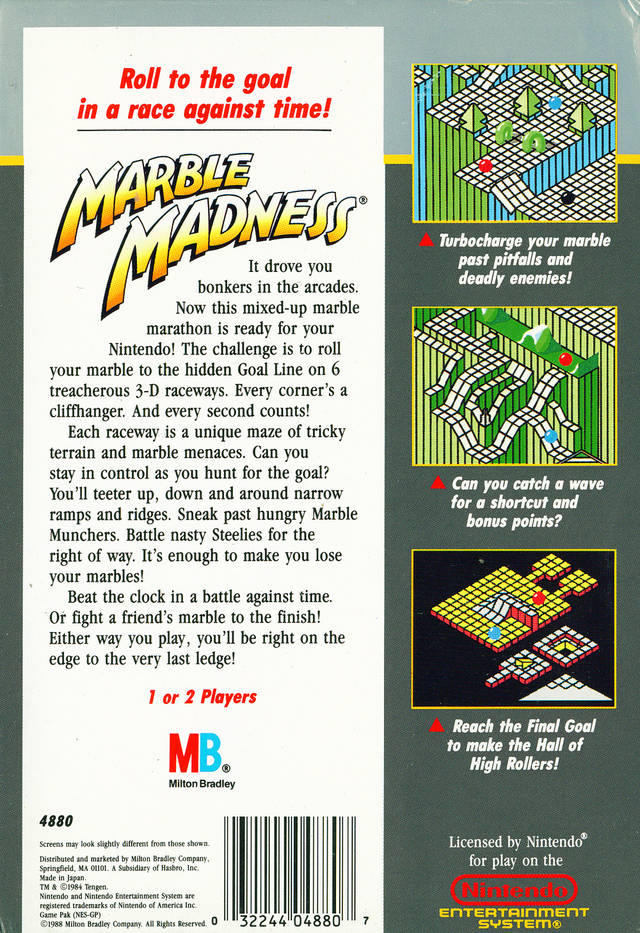 Roll to the goal
in a race against time!
MARBLE
MADNESS®
It drove you
bonkers in the arcades.
Now this mixed-up marble
marathon is ready for your
Nintendo! The challenge is to roll
your marble to the hidden Goal Line on 6
treacherous 3-D raceways. Every corner's a
cliffhanger. And every second counts!
Each raceway is a unique maze of tricky
terrain and marble menaces. Can you
stay in control as you hunt for the goal?
You'll teeter up, down and around narrow
ramps and ridges. Sneak past hungry Marble
Munchers. Battle nasty Steelies for the
right of way. It's enough to make you lose
your marbles!
Beat the clock in a battle against time.
Or fight a friend's marble to the finish!
Either way you play, you'll be right on the
edge to the very last ledge!
1 or 2 Players
MB®
Milton Bradley
4880
Screens may look slightly different from those shown.
Distributed and marketed by Milton Bradley Company,
Springfield, MA 01101. A Subsidiary of Hasbro, Inc.
Made in Japan.
TM & ©1984 Tengen.
Nintendo and Nintendo Entertainment System are
registered trademarks of Nintendo of America Inc.
Game Pak (NES-GP)
©1988 Milton Bradley Company. All Rights Reserved.
0 32244 04880 7
Turbocharge your marble
past pitfalls and
deadly enemies!
Can you catch a wave
for a shortcut and
bonus points?
Reach the Final Goal
to make the Hall of
High Rollers!
Licensed by Nintendo®
for play on the
Nintendo
ENTERTAINMENT
SYSTEM®